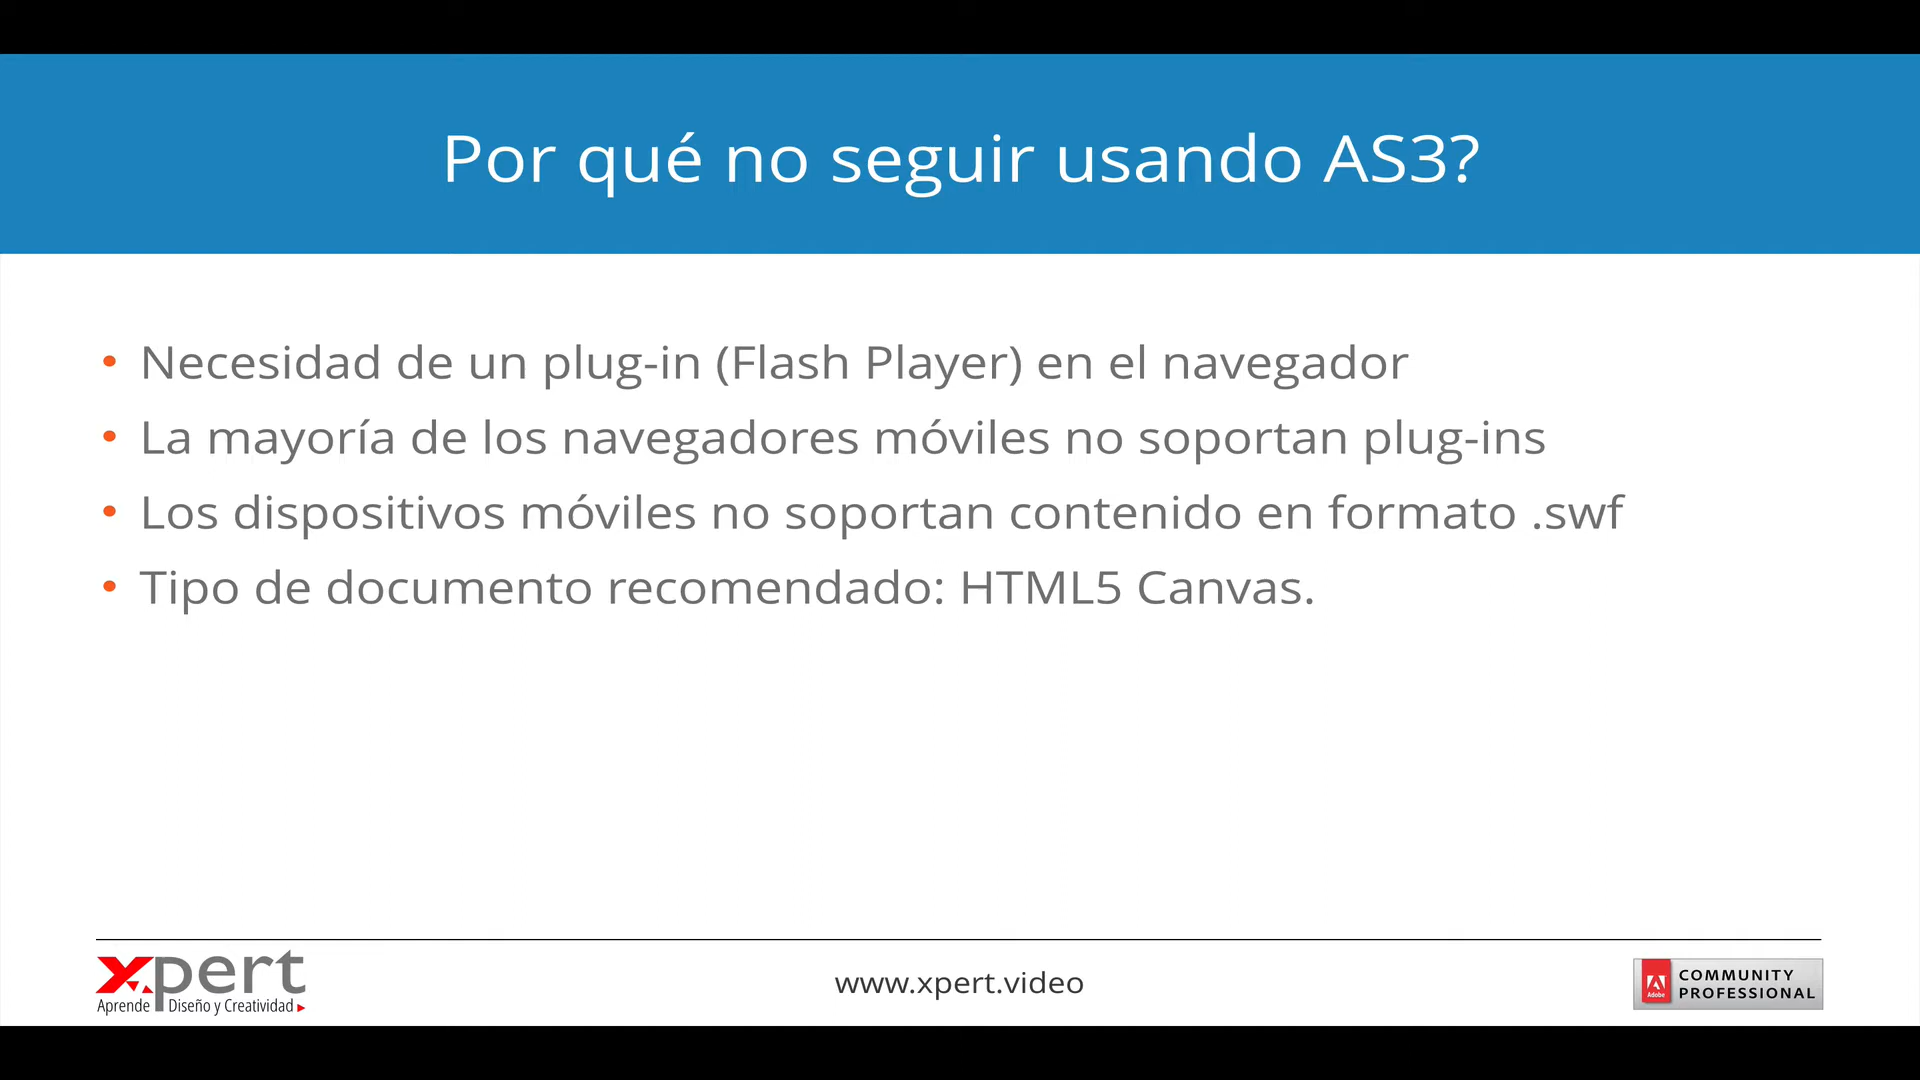 Por qué no seguir usando AS3?
• Necesidad de un plug-in (Flash Player) en el navegador
• La mayoría de los navegadores móviles no soportan plug-ins
• Los dispositivos móviles no soportan contenido en formato .swf
• Tipo de documento recomendado: HTML5 Canvas.
xpert
Aprende Diseño y Creatividad
www.xpert.video
Adobe
COMMUNITY
PROFESSIONAL